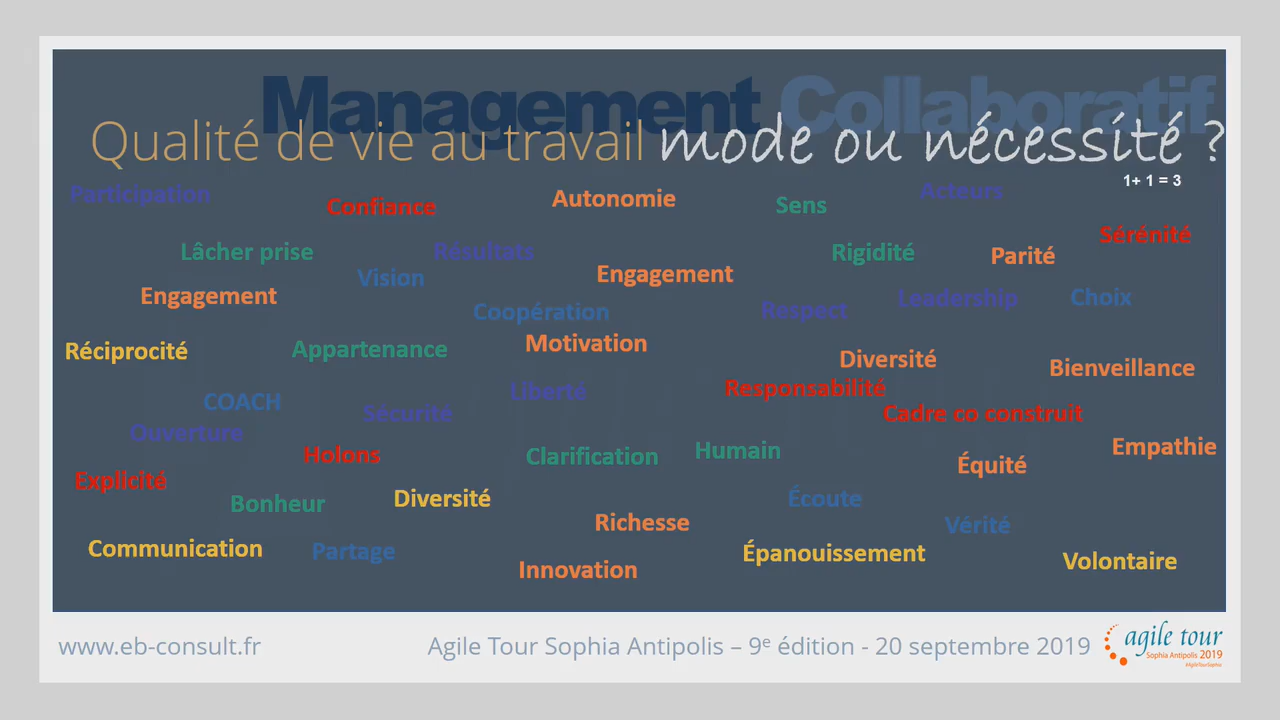 Management Collaboratif
Qualité de vie au travail mode ou nécessité ?
1+ 1 = 3
Participation
Confiance
Autonomie
Sens
Acteurs
Sérénité
Lâcher prise
Résultats
Rigidité
Parité
Vision
Engagement
Engagement
Coopération
Respect
Leadership
Choix
Réciprocité
Appartenance
Motivation
Diversité
Bienveillance
COACH
Sécurité
Liberté
Responsabilité
Cadre co construit
Ouverture
Holons
Clarification
Humain
Empathie
Équité
Explicité
Bonheur
Diversité
Écoute
Richesse
Vérité
Communication
Partage
Innovation
Épanouissement
Volontaire
www.eb-consult.fr
Agile Tour Sophia Antipolis – 9e édition - 20 septembre 2019
agile tour
Sophia Antipolis 2019